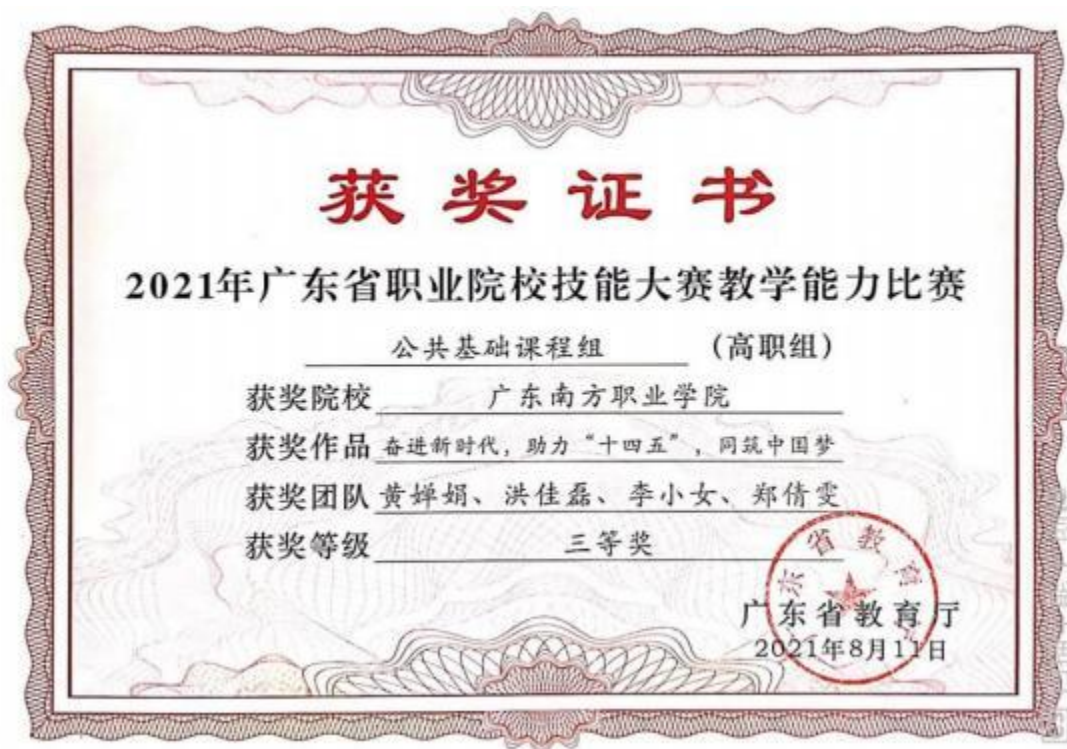 获奖证书
2021年广东省职业院校技能大赛教学能力比赛
公共基础课程组 (高职组)
获奖院校 广东南方职业学院
获奖作品 奋进新时代，助力“十四五”，同筑中国梦
获奖团队 黄婵娟、洪佳磊、李小女、郑倩雯
获奖等级 三等奖
东省教育
广东省教育厅
2021年8月11日